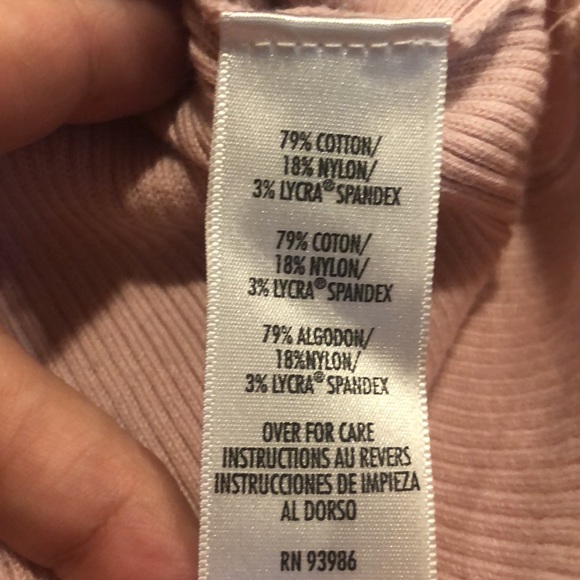 79% COTTON/
18% NYLON/
3% LYCRA® SPANDEX
79% COTON/
18% NYLON/
3% LYCRA® SPANDEX
79% ALGODON/
18%NYLON/
3% LYCRA® SPANDEX
OVER FOR CARE
INSTRUCTIONS AU REVERS
INSTRUCCIONES DE IMPIEZA
AL DORSO
RN 93986